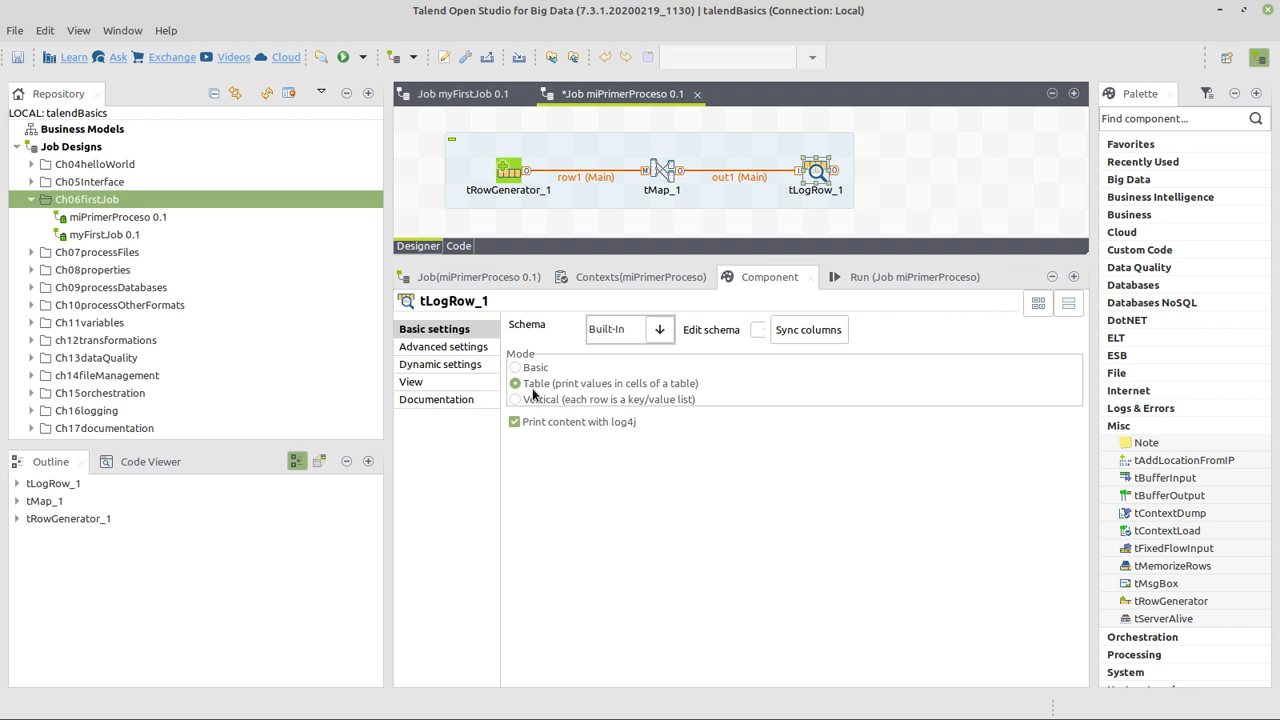 Talend Open Studio for Big Data (7.3.1.20200219_1130) | talendBasics (Connection: Local)
File Edit View Window Help
Learn Ask Exchange Videos Cloud
Repository
LOCAL: talendBasics
Business Models
Job Designs
Ch04helloWorld
Ch05Interface
Ch06firstJob
miPrimerProceso 0.1
myFirstJob 0.1
Ch07processFiles
Ch08properties
Ch09processDatabases
Ch10processOtherFormats
Ch11variables
ch12transformations
Ch13dataQuality
ch14fileManagement
Ch15orchestration
Ch16logging
Ch17documentation
Outline Code Viewer
tLogRow_1
tMap_1
tRowGenerator_1
Job myFirstJob 0.1 *Job miPrimerProceso 0.1
row1 (Main) out1 (Main)
tRowGenerator_1 tMap_1 tLogRow_1
Designer Code
Job(miPrimerProceso 0.1) Contexts(miPrimerProceso) Component Run (Job miPrimerProceso)
tLogRow_1
Basic settings
Advanced settings
Dynamic settings
View
Documentation
Schema Built-In Edit schema Sync columns
Mode
Basic
Table (print values in cells of a table)
Vertical (each row is a key/value list)
Print content with log4j
Palette
Find component...
Favorites
Recently Used
Big Data
Business Intelligence
Business
Cloud
Custom Code
Data Quality
Databases
Databases NoSQL
DotNET
ELT
ESB
File
Internet
Logs & Errors
Misc
Note
tAddLocationFromIP
tBufferInput
tBufferOutput
tContextDump
tContextLoad
tFixedFlowInput
tMemorizeRows
tMsgBox
tRowGenerator
tServerAlive
Orchestration
Processing
System